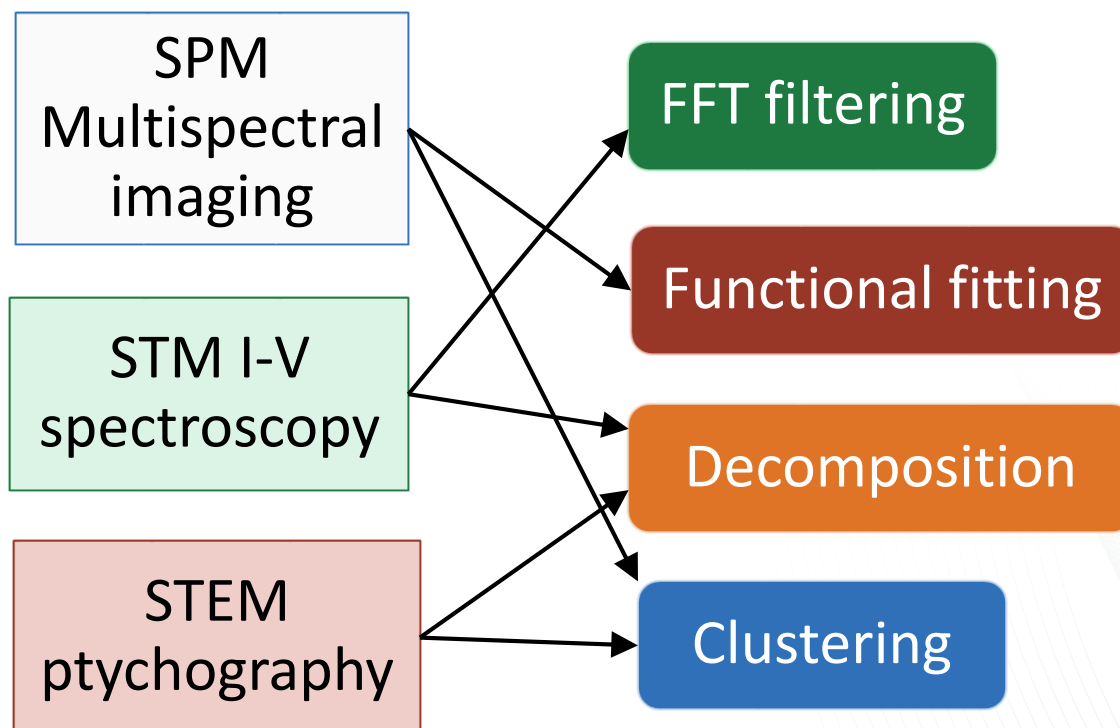 SPM
Multispectral
imaging
STM I-V
spectroscopy
STEM
ptychography
FFT filtering
Functional fitting
Decomposition
Clustering